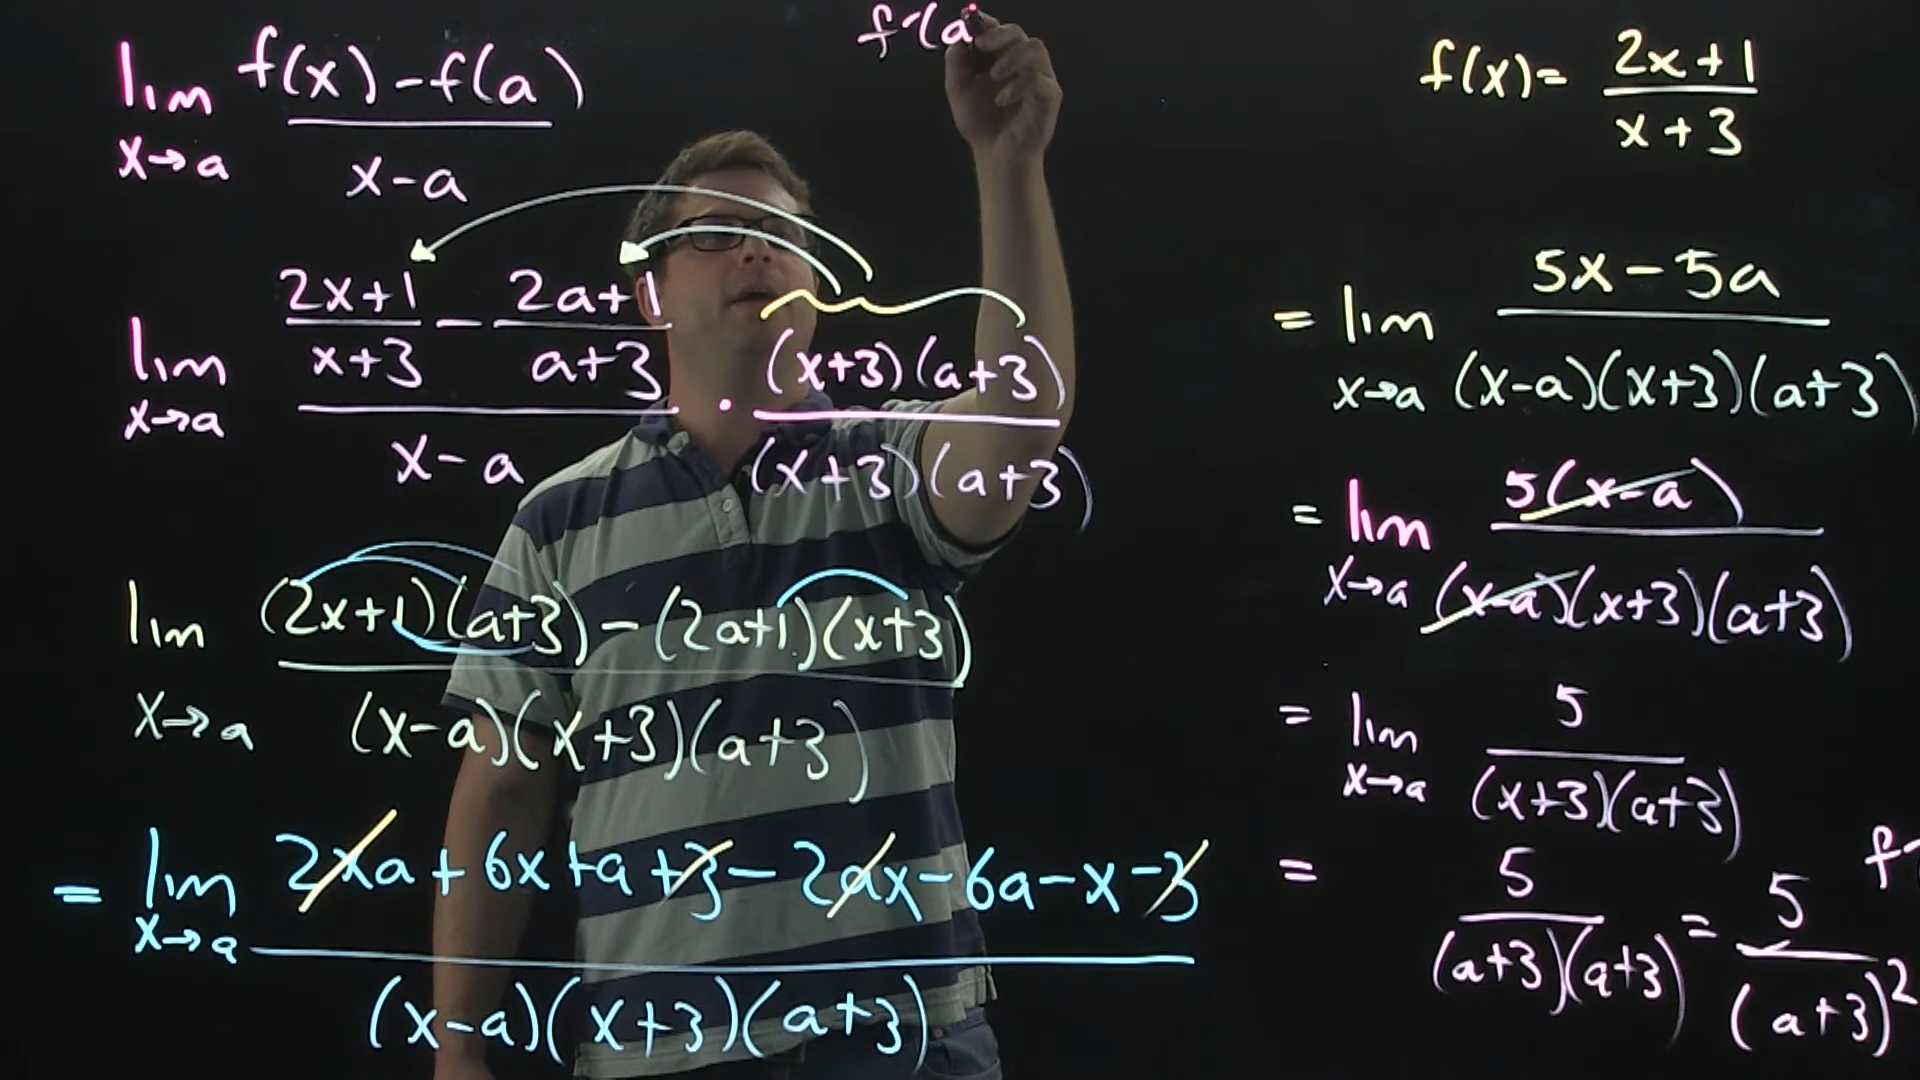 lim f(x) - f(a)
x→a x-a
lim 2x+1 - 2a+1 · (x+3)(a+3)
x→a x+3 a+3
x-a (x+3)(a+3)
lim (2x+1)(a+3) - (2a+1)(x+3)
x→a (x-a)(x+3)(a+3)
= lim 2xa + 6x + a + 3 - 2ax - 6a - x - 3
x→a (x-a)(x+3)(a+3)
f'(a
f(x) = 2x+1
x+3
= lim 5x - 5a
x→a (x-a)(x+3)(a+3)
= lim 5(x-a)
x→a (x-a)(x+3)(a+3)
= lim 5
x→a (x+3)(a+3)
= 5 = 5
(a+3)(a+3) (a+3)²